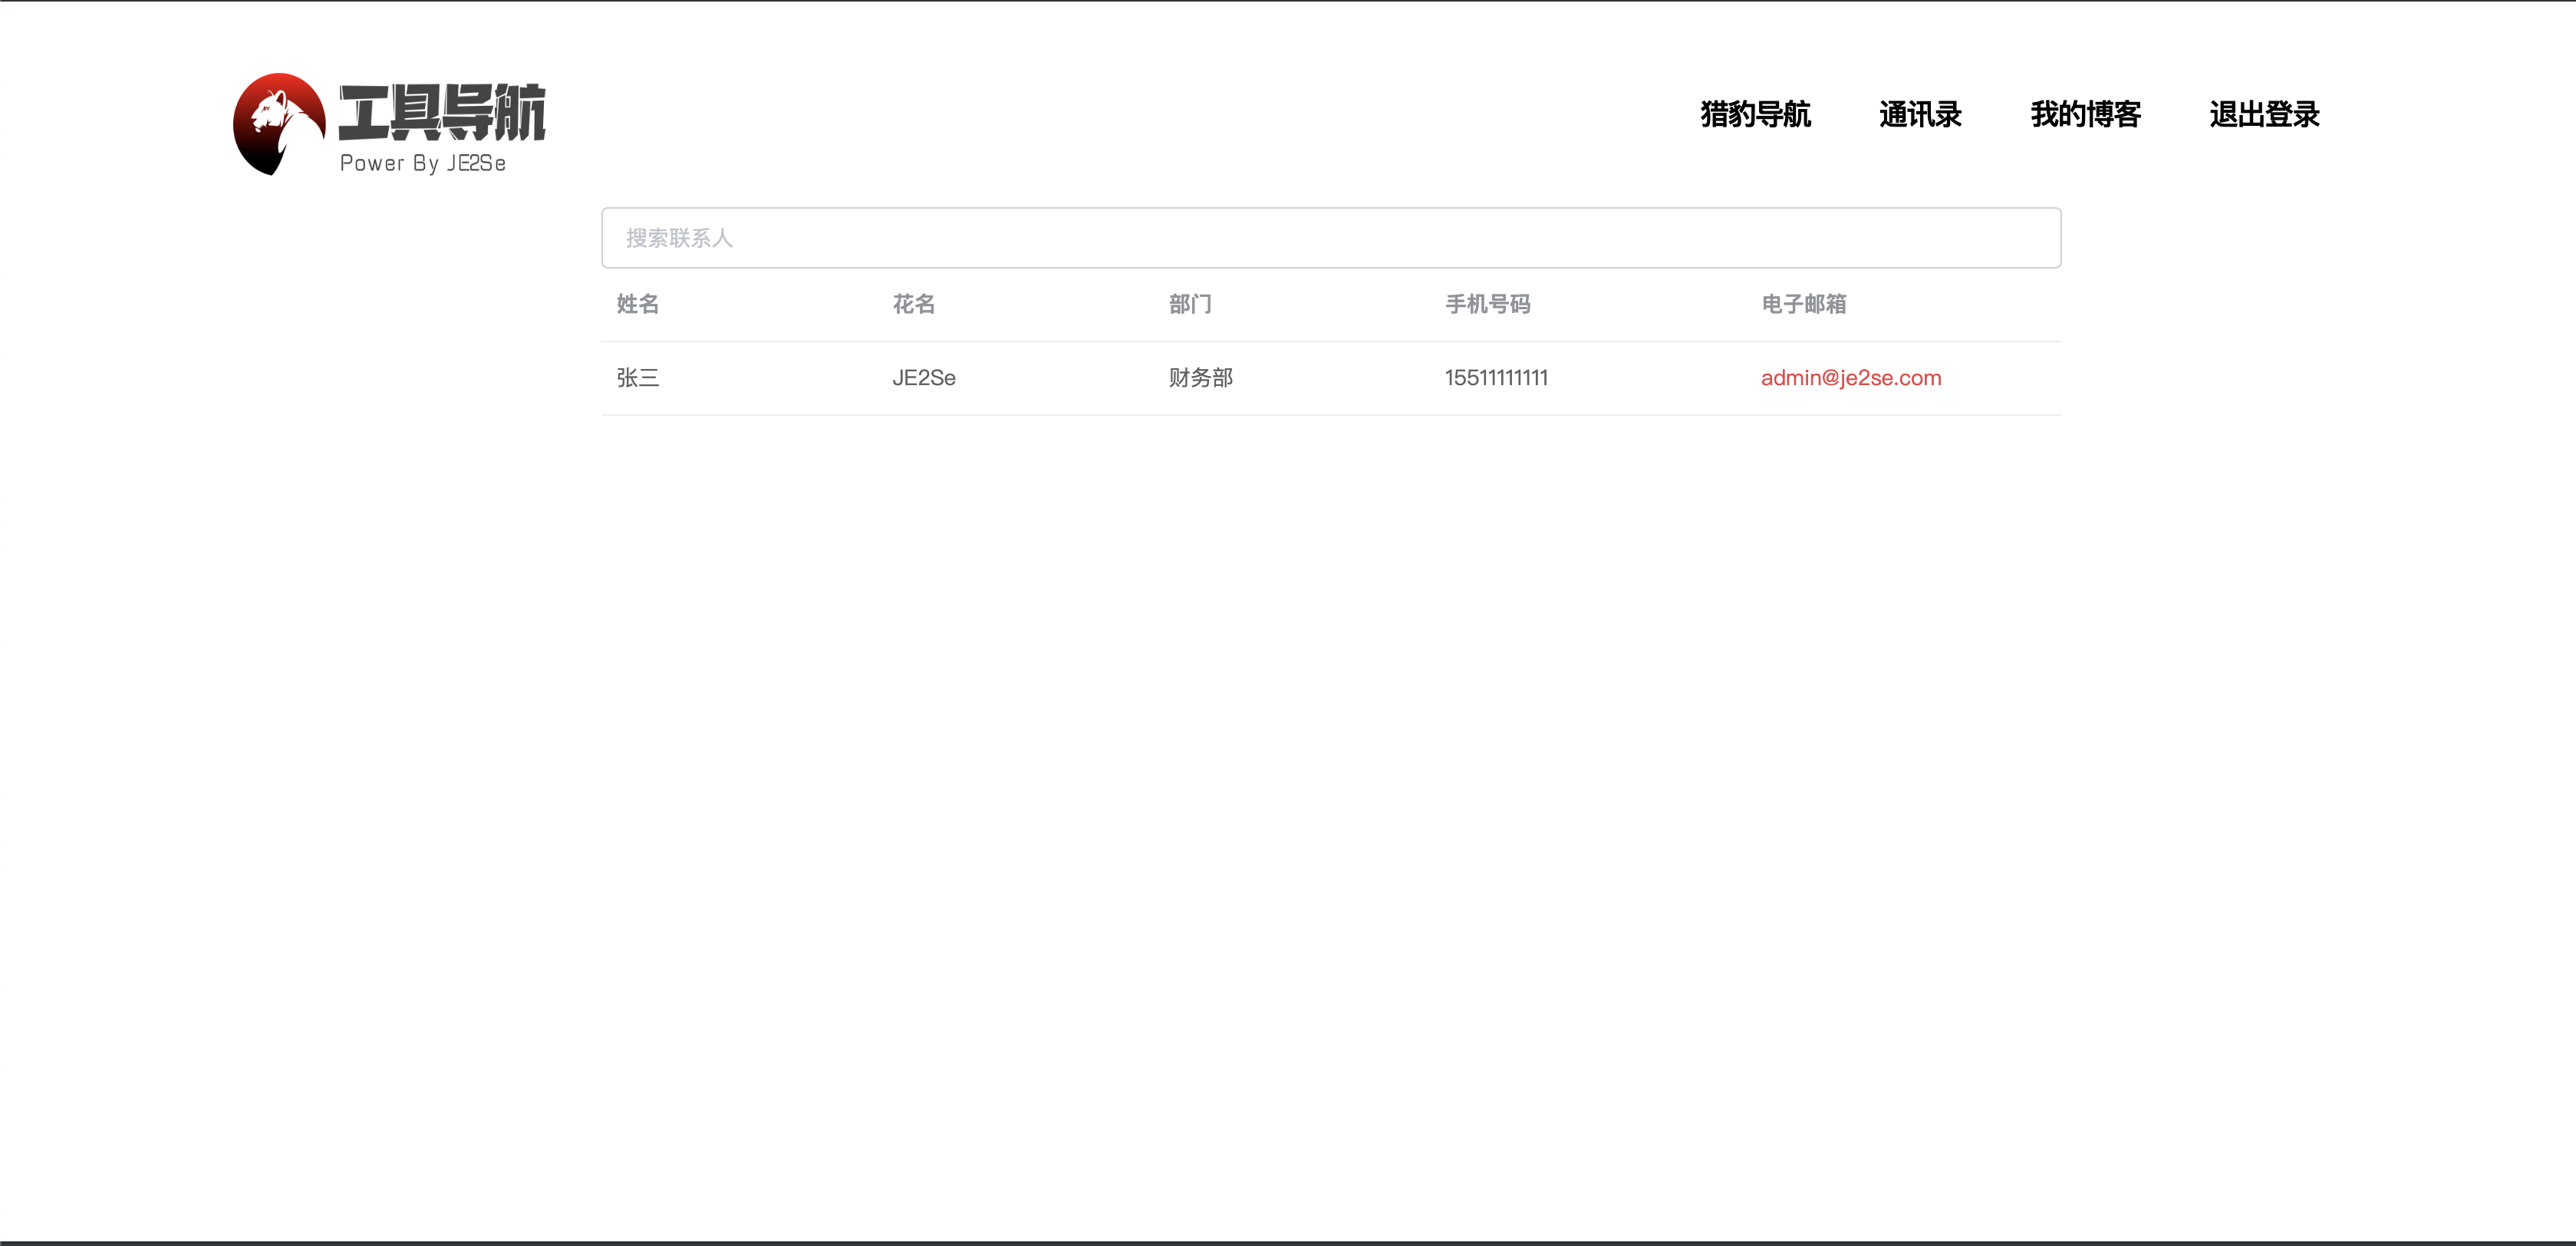 工具导航
Power By JE2Se
猎豹导航 通讯录 我的博客 退出登录
搜索联系人
姓名 花名 部门 手机号码 电子邮箱
张三 JE2Se 财务部 15511111111 admin@je2se.com